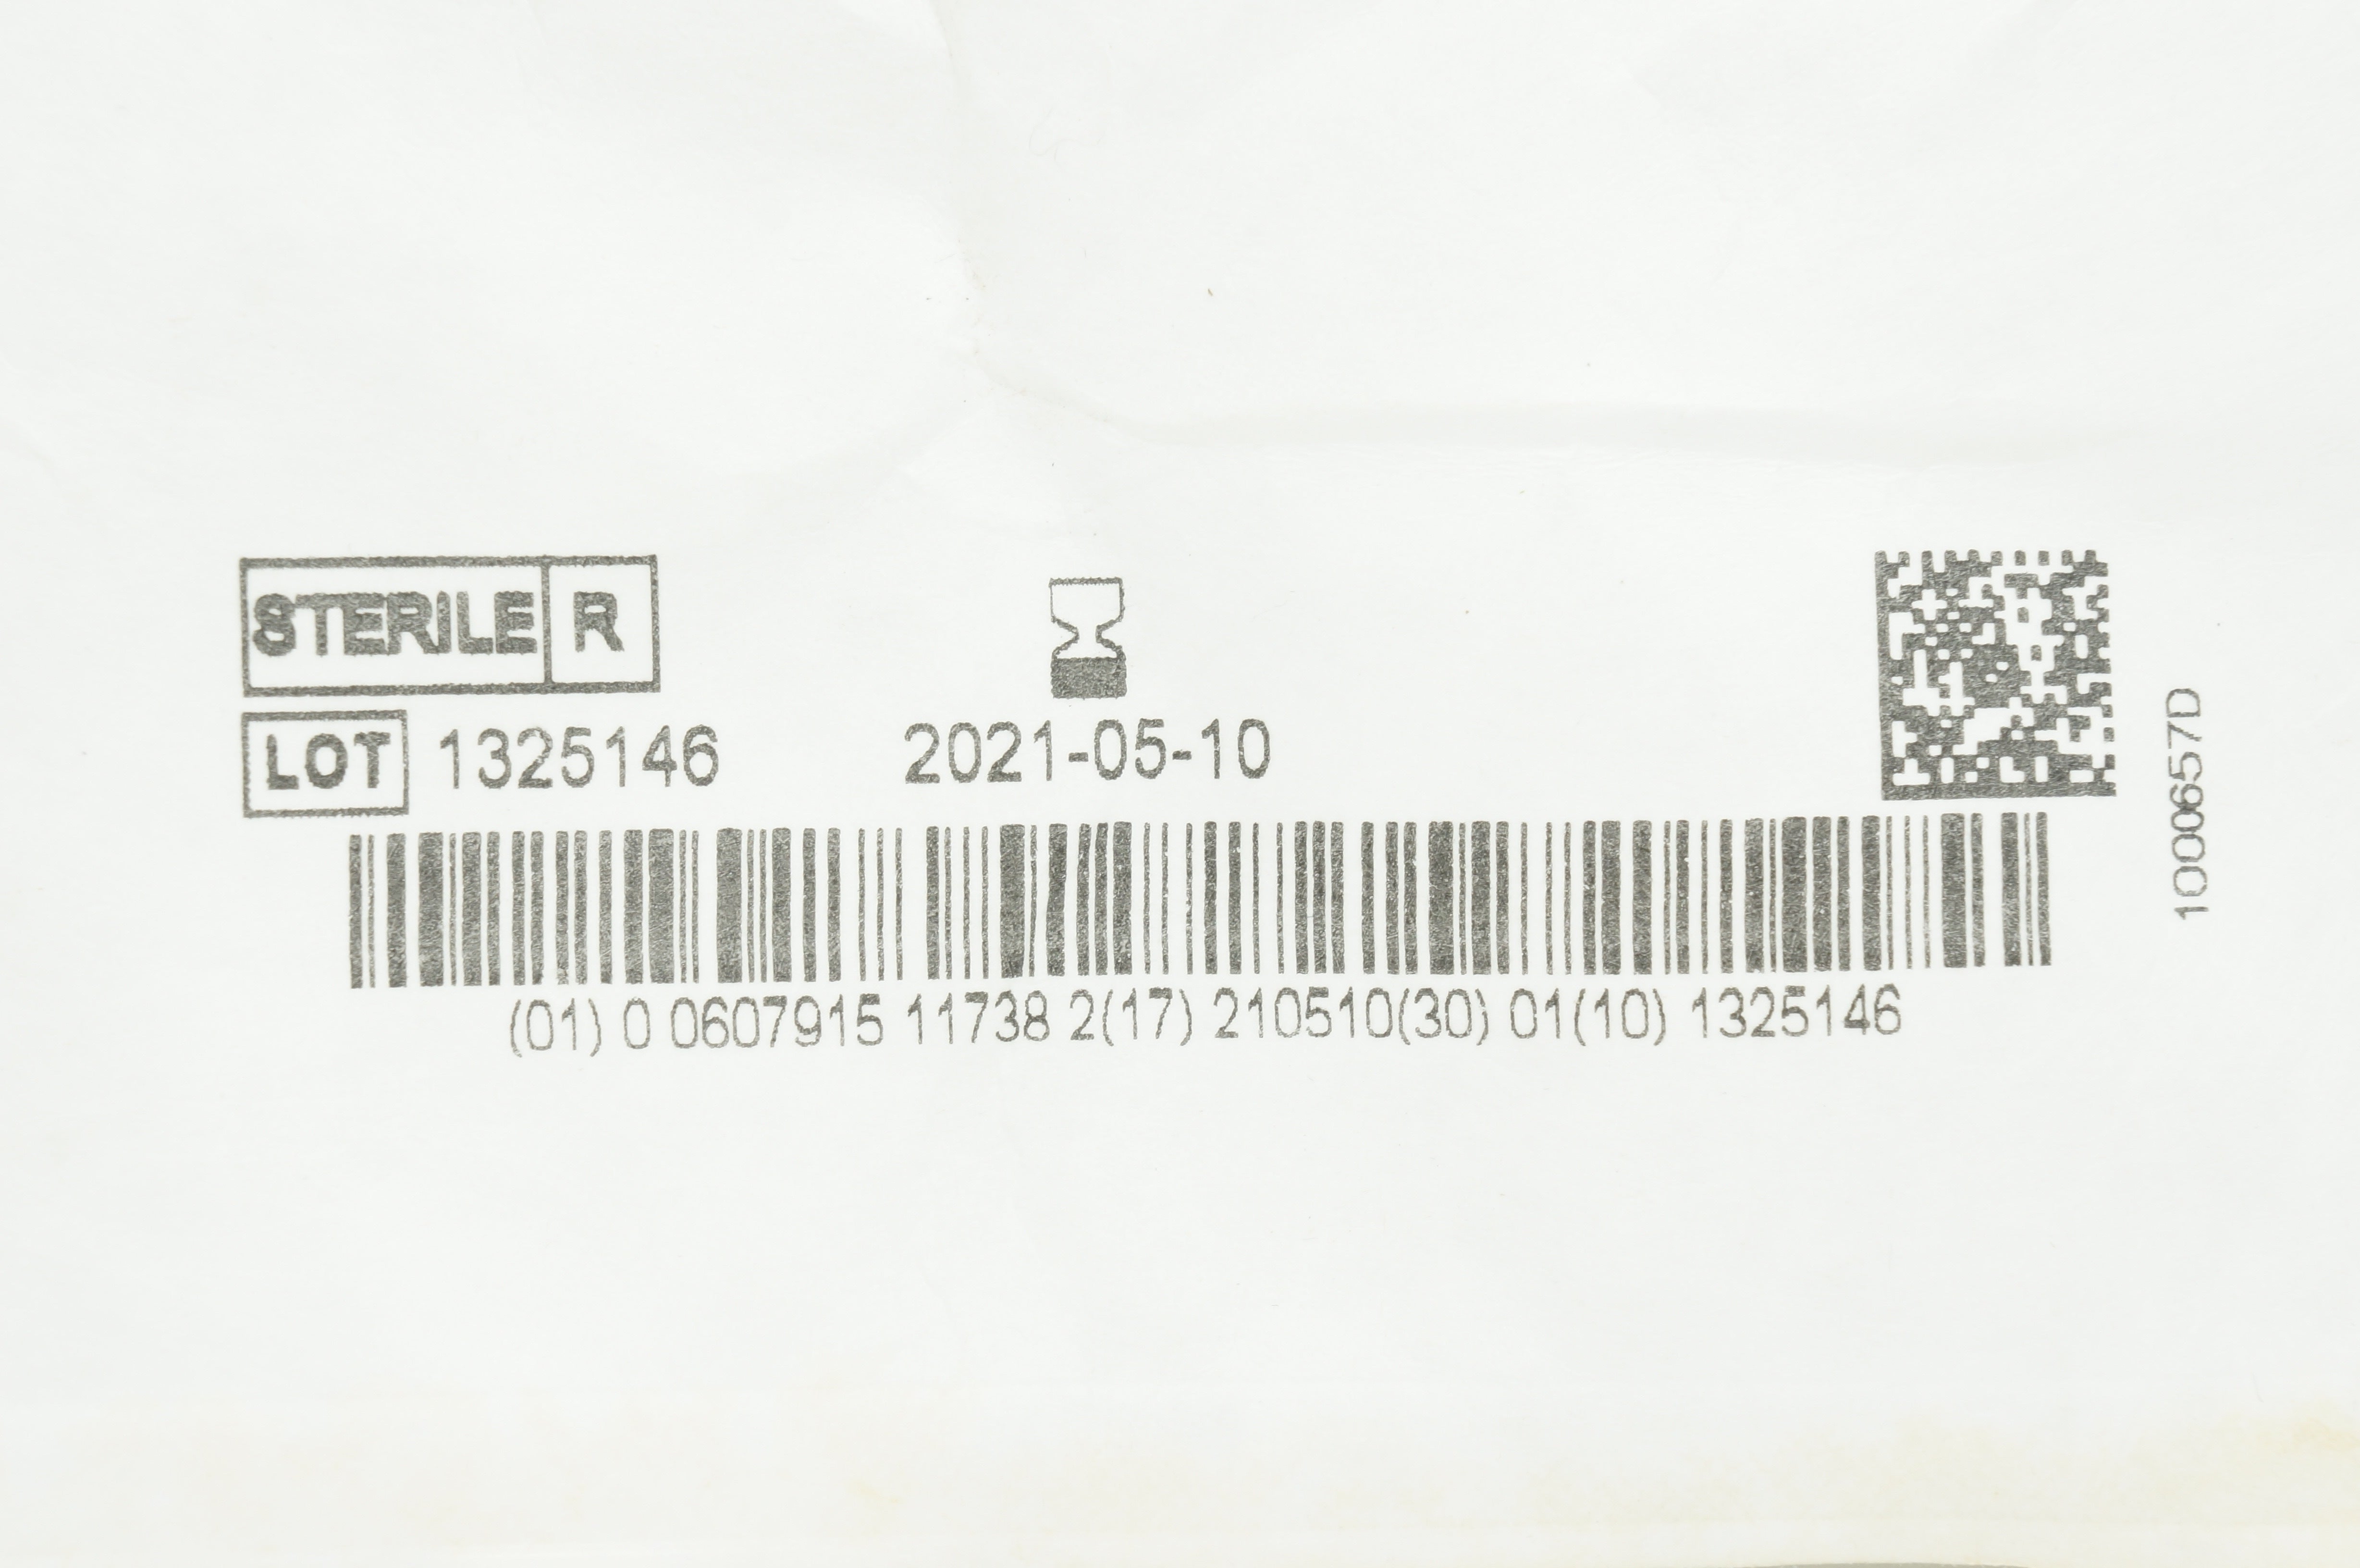 STERILE R
LOT 1325146
2021-05-10
1000657D
(01) 0 0607915 11738 2(17) 210510(30) 01(10) 1325146